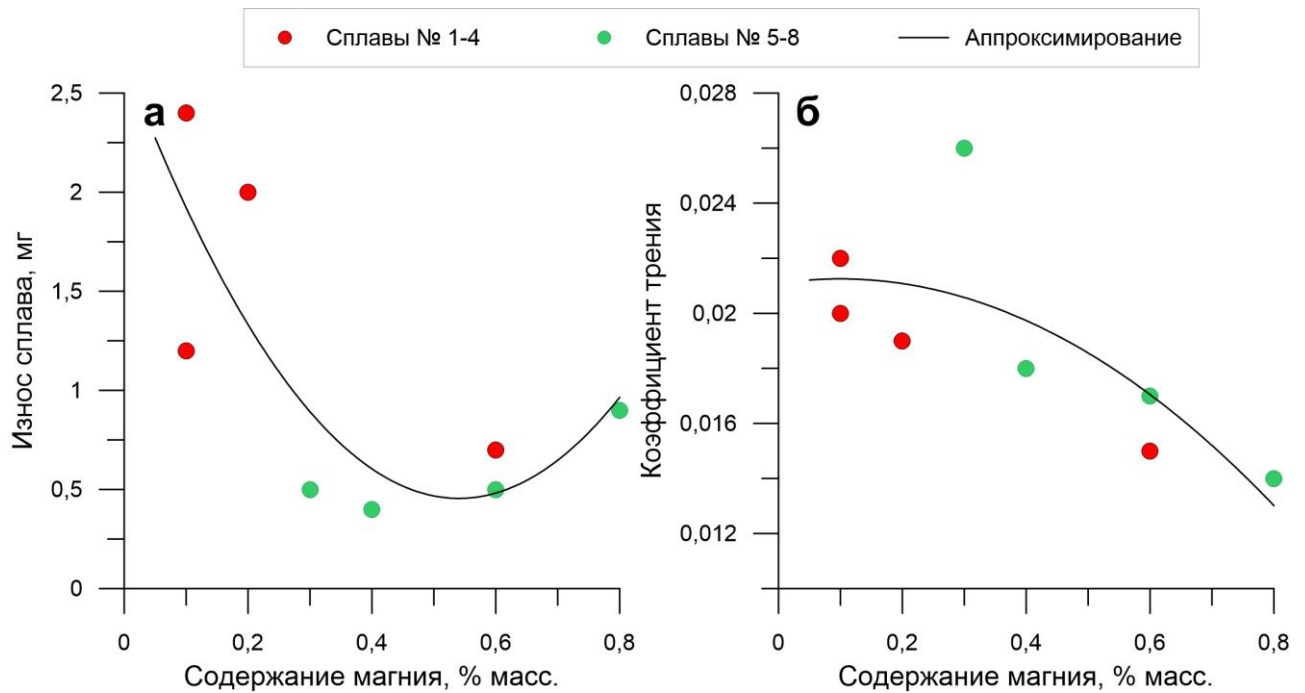 Сплавы № 1-4
Сплавы № 5-8
Аппроксимирование
а
2,5
2
1,5
1
0,5
0
Износ сплава, мг
0
0,2
0,4
0,6
0,8
Содержание магния, % масс.
б
0,028
0,024
0,02
0,016
0,012
Коэффициент трения
0
0,2
0,4
0,6
0,8
Содержание магния, % масс.